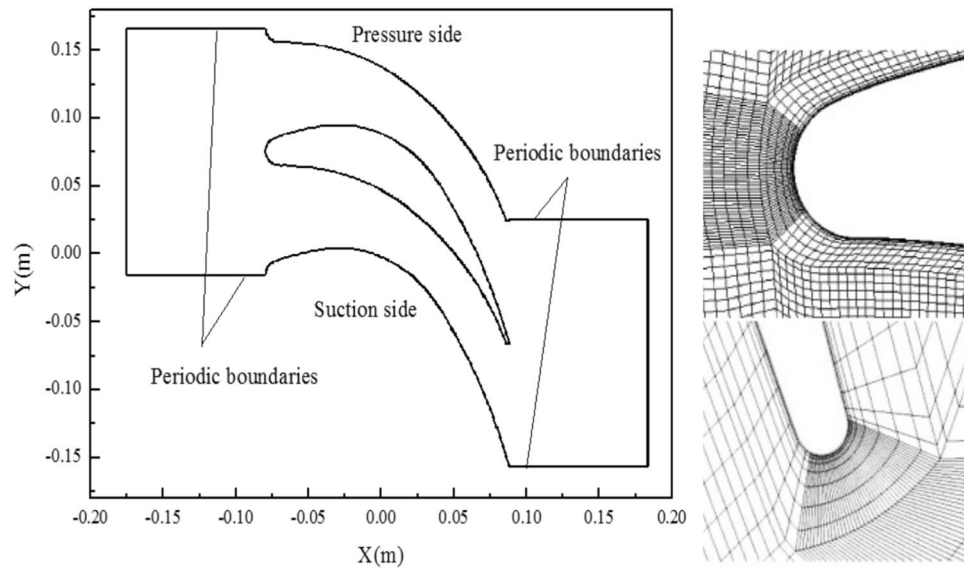 Pressure side
Periodic boundaries
Suction side
Periodic boundaries
Y(m)
0.15
0.10
0.05
0.00
-0.05
-0.10
-0.15
-0.20 -0.15 -0.10 -0.05 0.00 0.05 0.10 0.15 0.20
X(m)